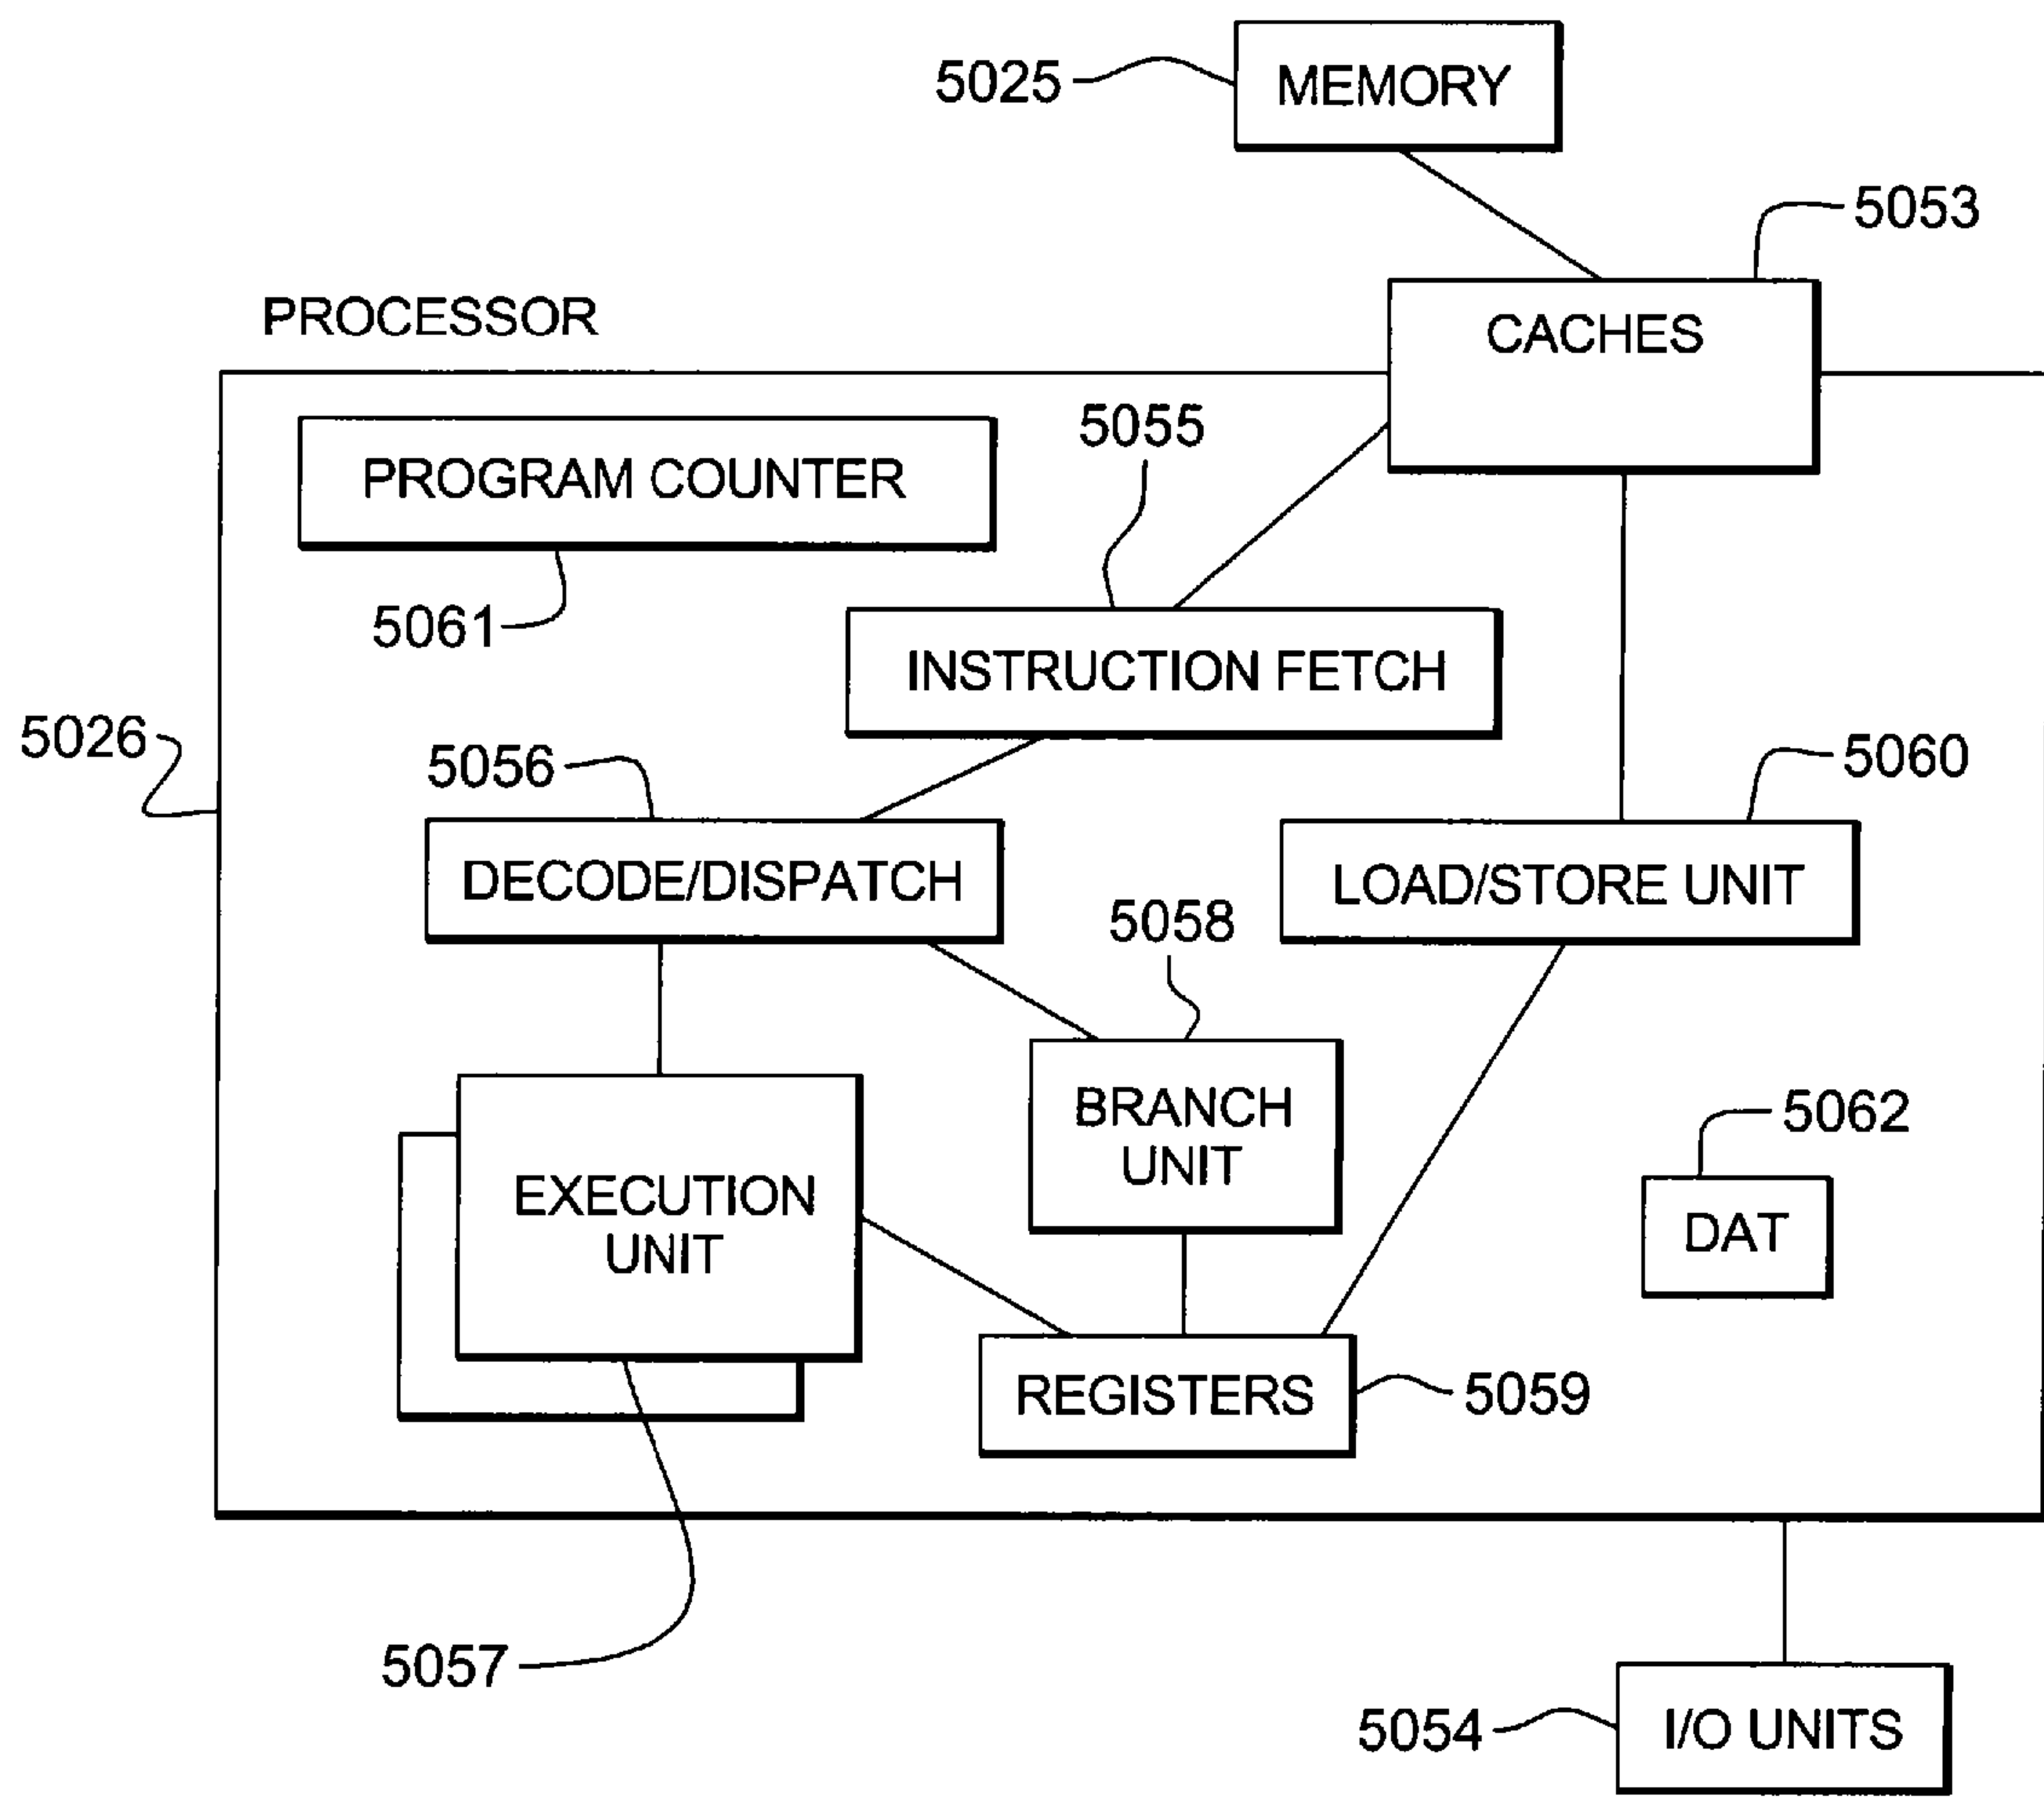 MEMORY
5025
5053
CACHES
PROCESSOR
5055
PROGRAM COUNTER
5061
INSTRUCTION FETCH
5026
5056
5060
DECODE/DISPATCH
LOAD/STORE UNIT
5058
BRANCH
UNIT
5062
EXECUTION
UNIT
DAT
REGISTERS
5059
5057
5054
I/O UNITS